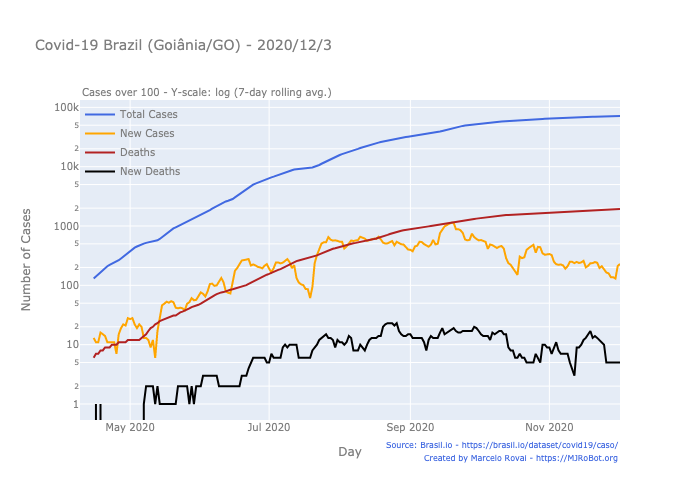 Covid-19 Brazil (Goiânia/GO) - 2020/12/3
Cases over 100 - Y-scale: log (7-day rolling avg.)
Total Cases
New Cases
Deaths
New Deaths
100k
5
2
10k
5
2
1000
5
2
100
5
2
10
5
2
1
Number of Cases
May 2020
Jul 2020
Sep 2020
Nov 2020
Day
Source: Brasil.io - https://brasil.io/dataset/covid19/caso/
Created by Marcelo Rovai - https://MJRoBot.org